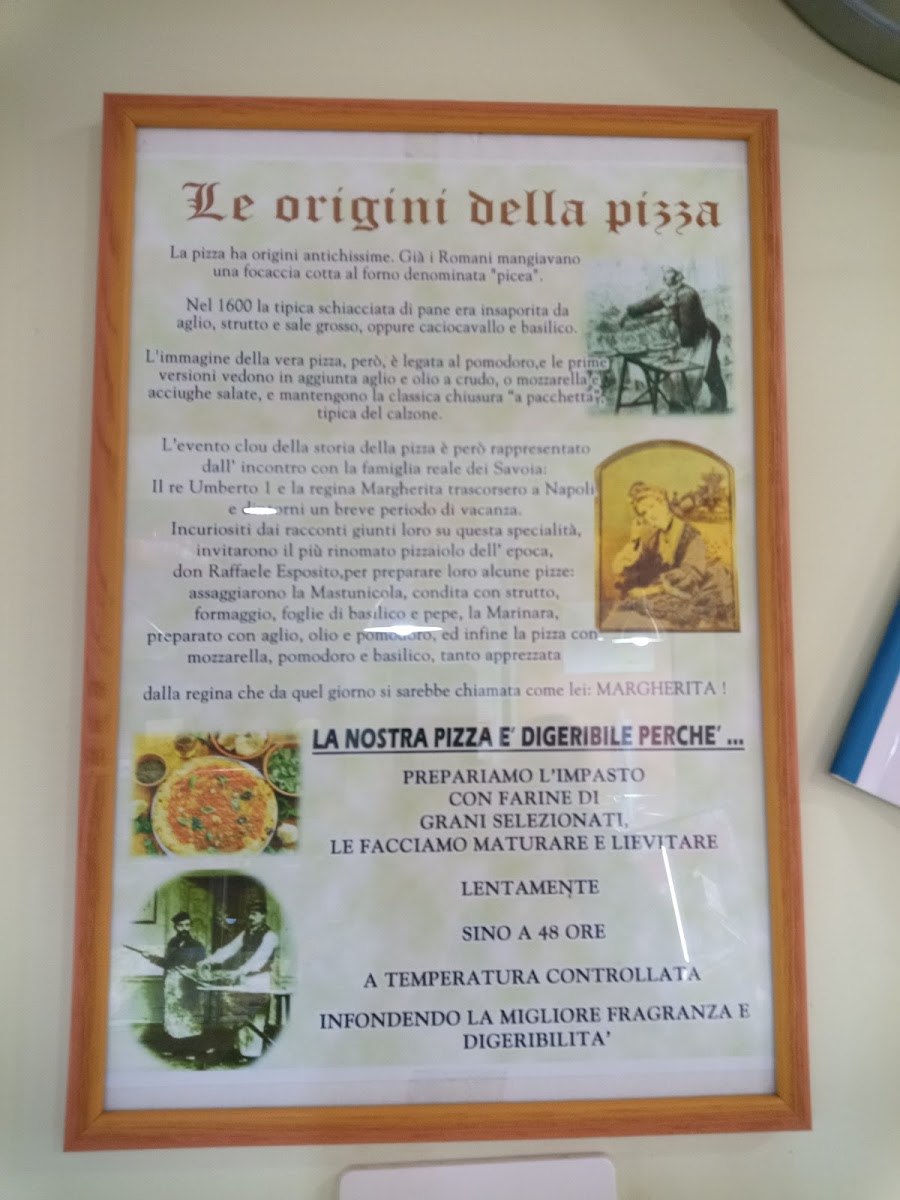 Le origini della pizza
La pizza ha origini antichissime. Già i Romani mangiavano
una focaccia cotta al forno denominata "picea".
Nel 1600 la tipica schiacciata di pane era insaporita da
aglio, strutto e sale grosso, oppure caciocavallo e basilico.
L'immagine della vera pizza, però, è legata al pomodoro,e le prime
versioni vedono in aggiunta aglio e olio a crudo, o mozzarella e
acciughe salate, e mantengono la classica chiusura "a pacchetta",
tipica del calzone.
L'evento clou della storia della pizza è però rappresentato
dall' incontro con la famiglia reale dei Savoia:
Il re Umberto 1 e la regina Margherita trascorsero a Napoli
e un breve periodo di vacanza.
Incuriositi dai racconti giunti loro su questa specialità,
invitarono il più rinomato pizzaiolo dell' epoca,
don Raffaele Esposito,per preparare loro alcune pizze:
assaggiarono la Mastunicola, condita con strutto,
formaggio, foglie di basilico e pepe, la Marinara,
preparato con aglio, olio e pomodoro, ed infine la pizza con
mozzarella, pomodoro e basilico, tanto apprezzata
dalla regina che da quel giorno si sarebbe chiamata come lei: MARGHERITA !
LA NOSTRA PIZZA E' DIGERIBILE PERCHE' ...
PREPARIAMO L'IMPASTO
CON FARINE DI
GRANI SELEZIONATI,
LE FACCIAMO MATURARE E LIEVITARE
LENTAMENTE
SINO A 48 ORE
A TEMPERATURA CONTROLLATA
INFONDENDO LA MIGLIORE FRAGRANZA E
DIGERIBILITA'